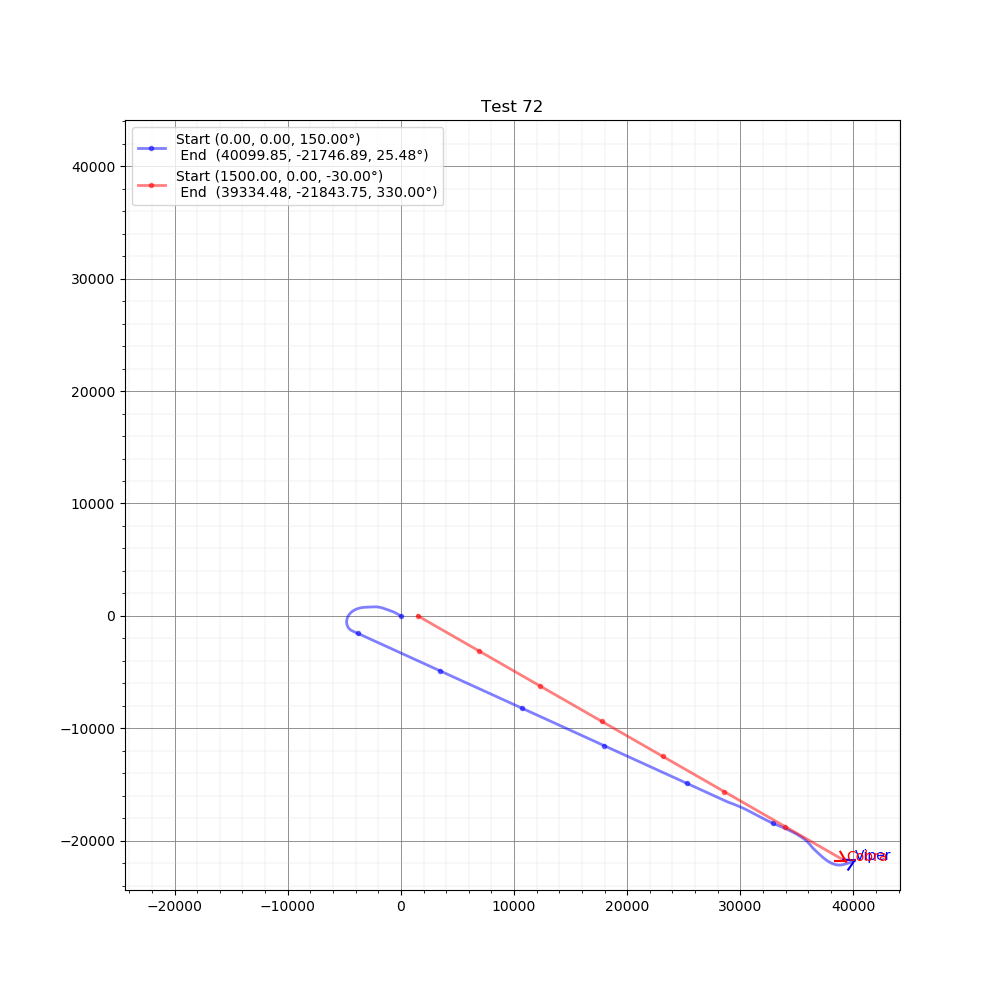 Test 72
Start (0.00, 0.00, 150.00°)
End (40099.85, -21746.89, 25.48°)
Start (1500.00, 0.00, -30.00°)
End (39334.48, -21843.75, 330.00°)
40000
30000
20000
10000
0
−10000
−20000
Viper
−20000 −10000 0 10000 20000 30000 40000